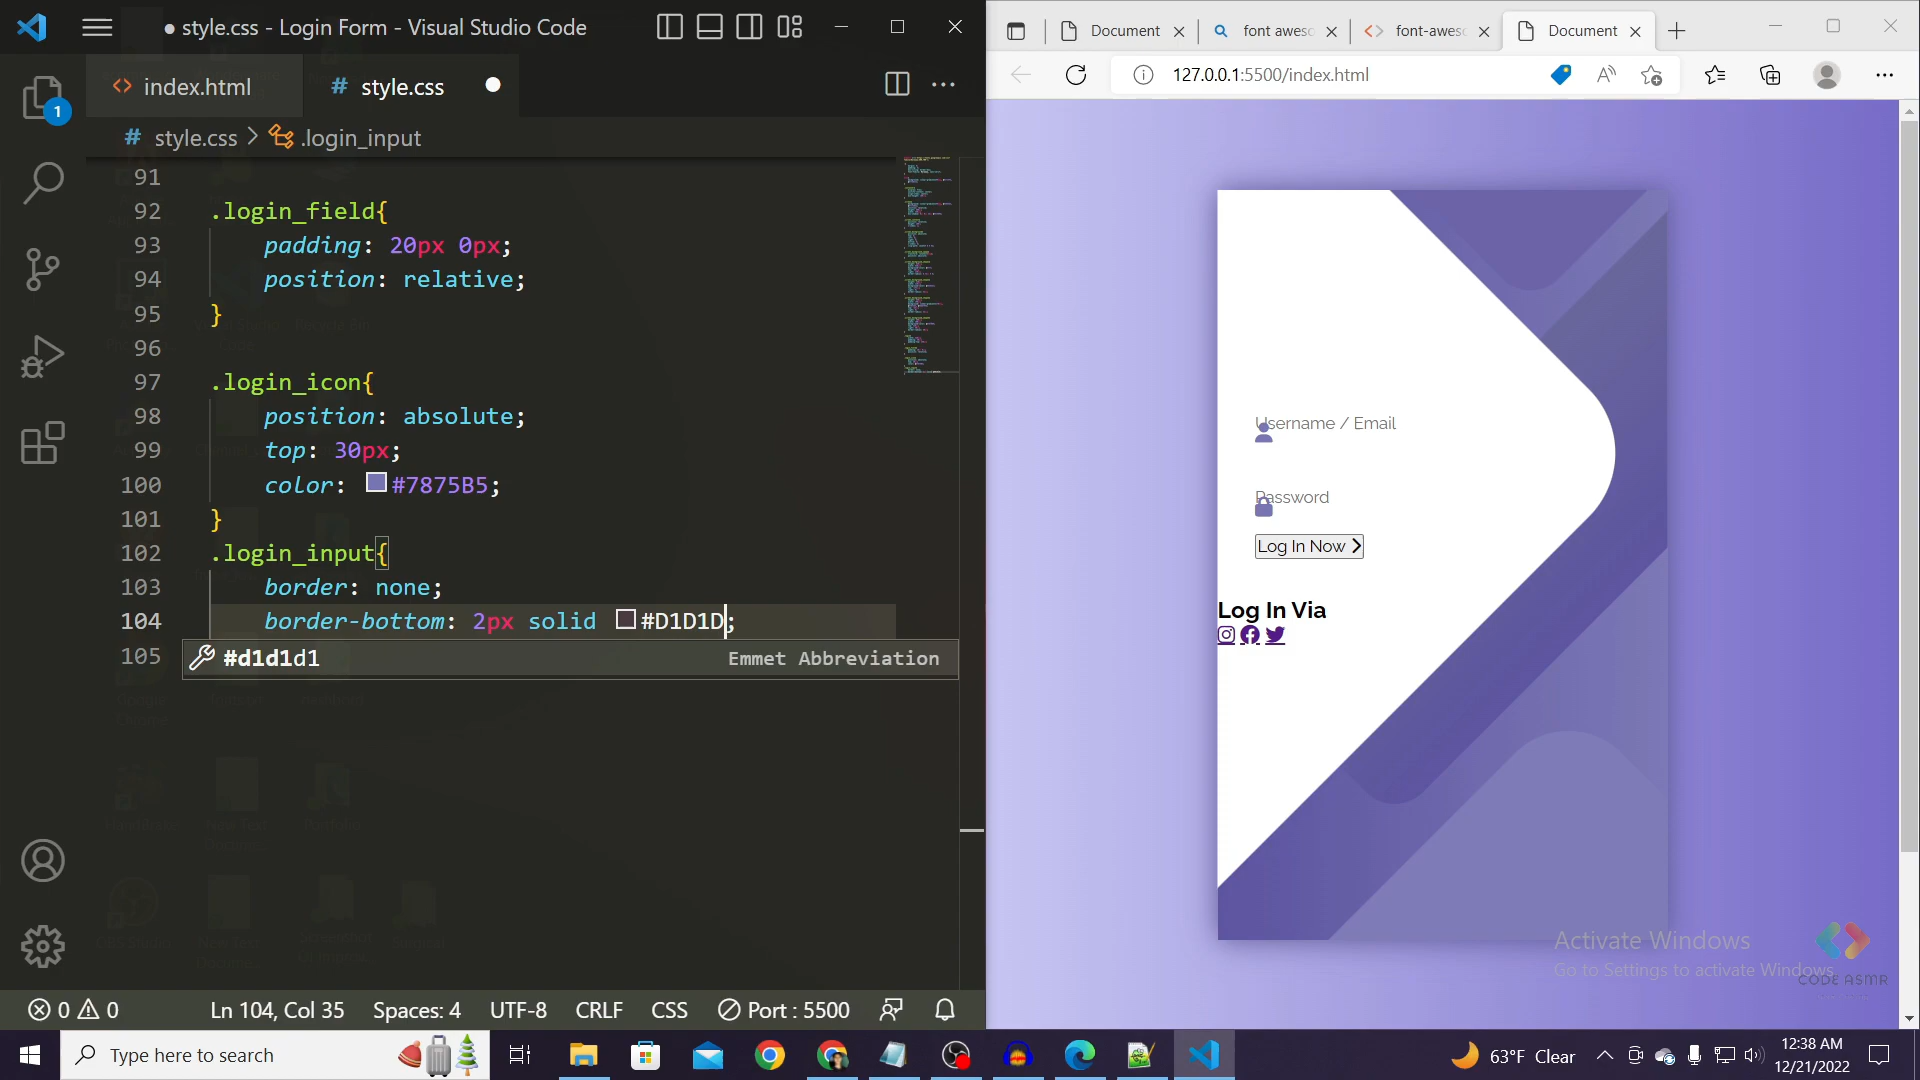 ● style.css - Login Form - Visual Studio Code
index.html
# style.css
1
# style.css > .login_input
91
92 .login_field{
93 padding: 20px 0px;
94 position: relative;
95 }
96
97 .login_icon{
98 position: absolute;
99 top: 30px;
100 color: #7875B5;
101 }
102 .login_input{
103 border: none;
104 border-bottom: 2px solid #D1D1D;
105
#d1d1d1 Emmet Abbreviation
0 0 Ln 104, Col 35 Spaces: 4 UTF-8 CRLF CSS Port : 5500
Document
font awes
font-awes
Document
127.0.0.1:5500/index.html
Username / Email
Password
Log In Now
Log In Via
Activate Windows
Go to Settings to activate Windows.
CODE ASMR
Type here to search
63°F Clear
12:38 AM
12/21/2022